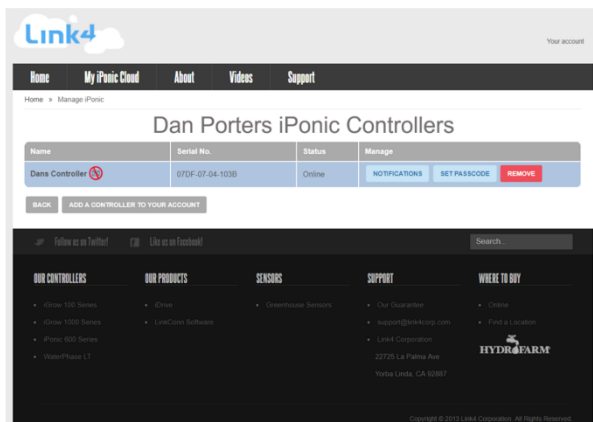 Link4
Your account
Home My iPonic Cloud About Videos Support
Home » Manage iPonic
Dan Porters iPonic Controllers
Name Serial No. Status Manage
Dans Controller 07DF-07-04-103B Online NOTIFICATIONS SET PASSCODE REMOVE
BACK ADD A CONTROLLER TO YOUR ACCOUNT
Follow us on Twitter! Like us on Facebook! Search...
OUR CONTROLLERS OUR PRODUCTS SENSORS SUPPORT WHERE TO BUY
iGrow 100 Series iDrive Greenhouse Sensors Our Guarantee Online
iGrow 1000 Series LinkConn Software support@link4corp.com Find a Location
iPonic 600 Series Link4 Corporation
HYDROFARM
WaterPhase LT 22725 La Palma Ave
Yorba Linda, CA 92887
Copyright © 2013 Link4 Corporation. All Rights Reserved.